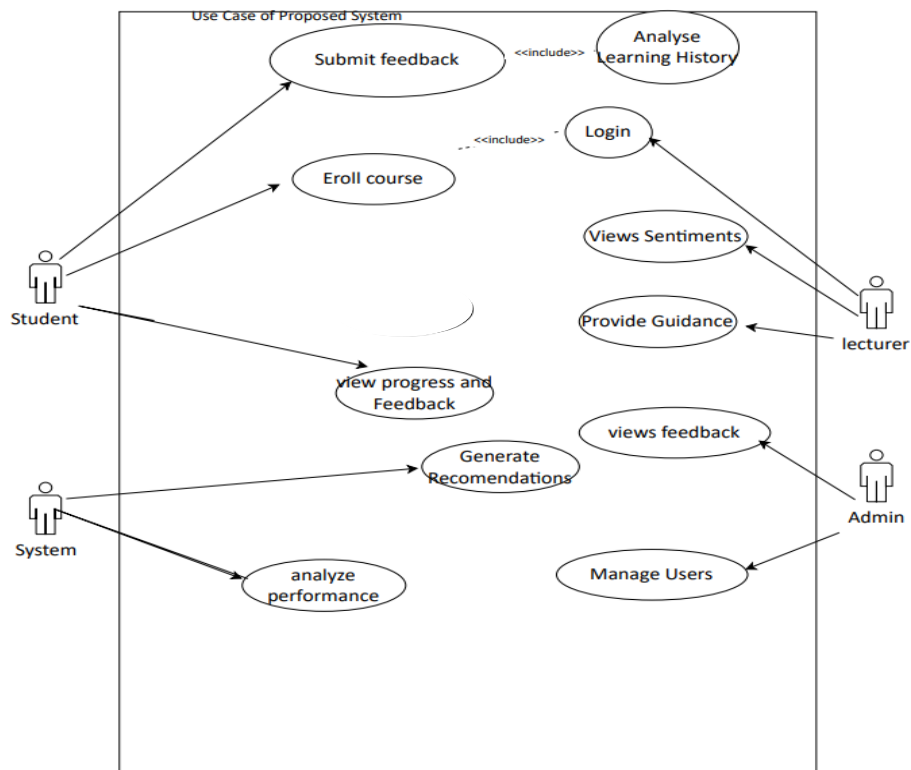 Use Case of Proposed System
Submit feedback
<<include>>
Analyse
Learning History
Eroll course
<<include>>
Login
Views Sentiments
Student
Provide Guidance
lecturer
view progress and
Feedback
views feedback
Generate
Recomendations
Admin
System
analyze
performance
Manage Users